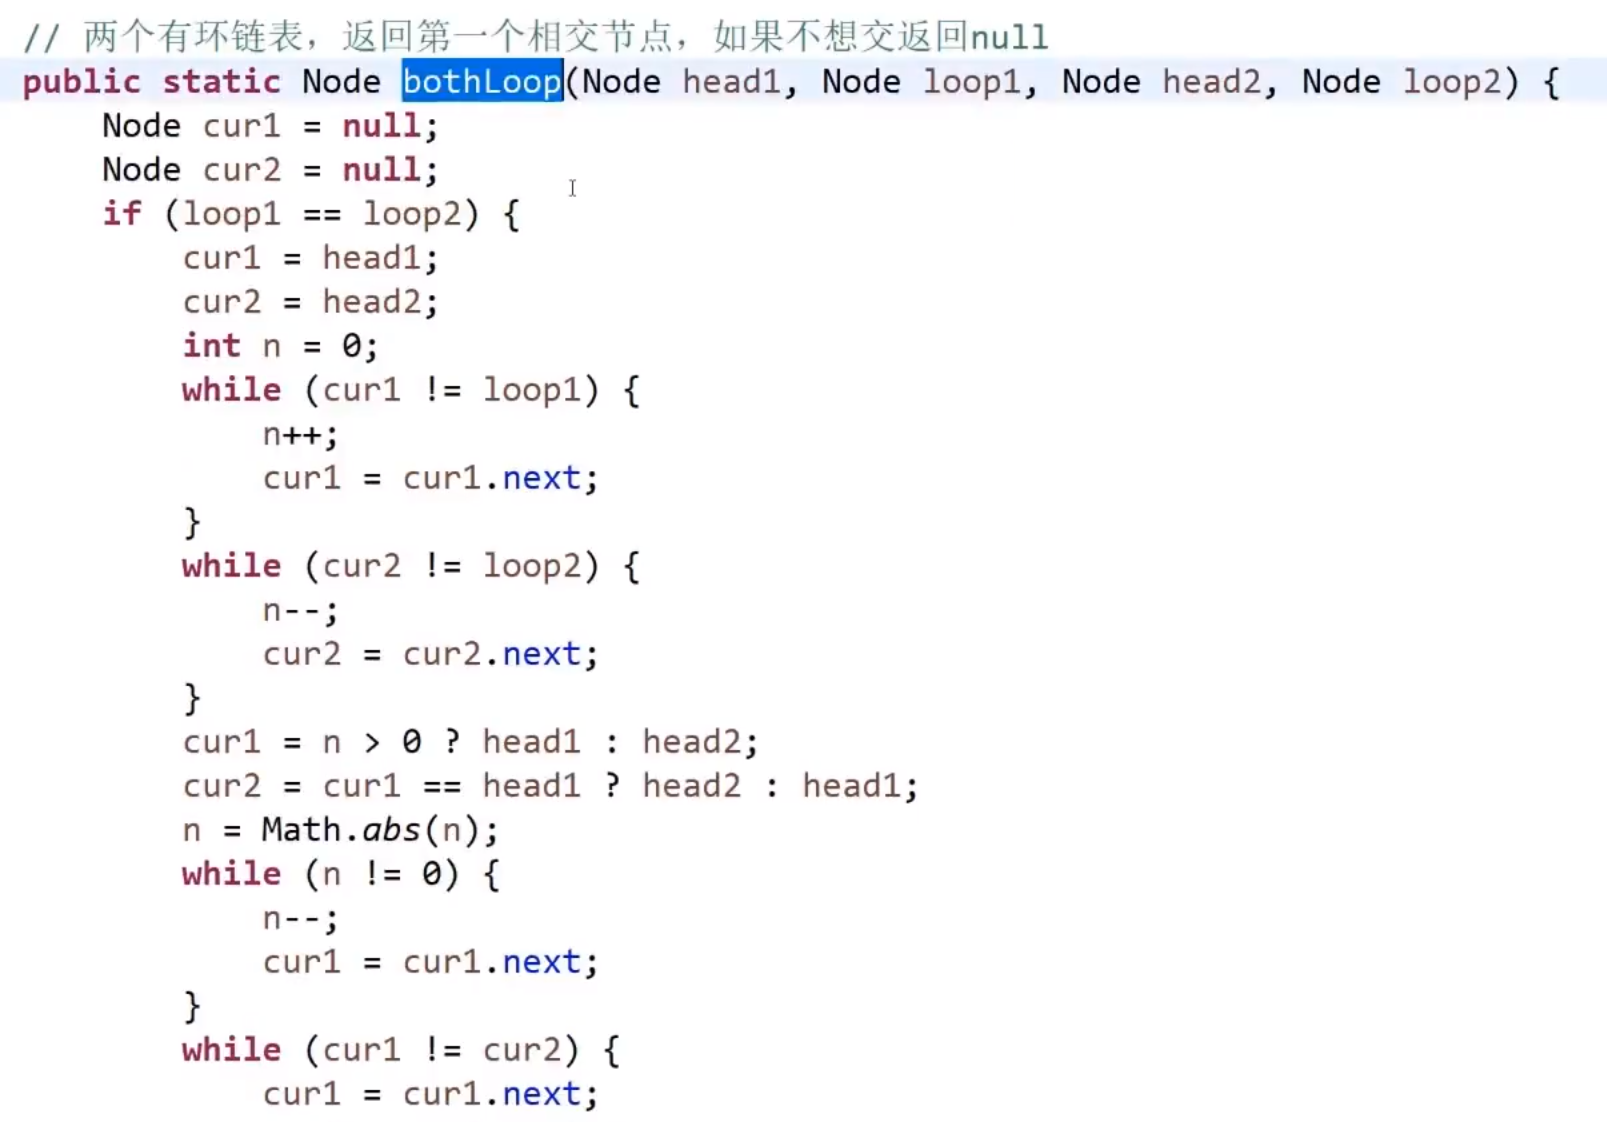 // 两个有环链表，返回第一个相交节点，如果不想交返回null
public static Node bothLoop(Node head1, Node loop1, Node head2, Node loop2) {
    Node cur1 = null;
    Node cur2 = null;
    if (loop1 == loop2) {
        cur1 = head1;
        cur2 = head2;
        int n = 0;
        while (cur1 != loop1) {
            n++;
            cur1 = cur1.next;
        }
        while (cur2 != loop2) {
            n--;
            cur2 = cur2.next;
        }
        cur1 = n > 0 ? head1 : head2;
        cur2 = cur1 == head1 ? head2 : head1;
        n = Math.abs(n);
        while (n != 0) {
            n--;
            cur1 = cur1.next;
        }
        while (cur1 != cur2) {
            cur1 = cur1.next;